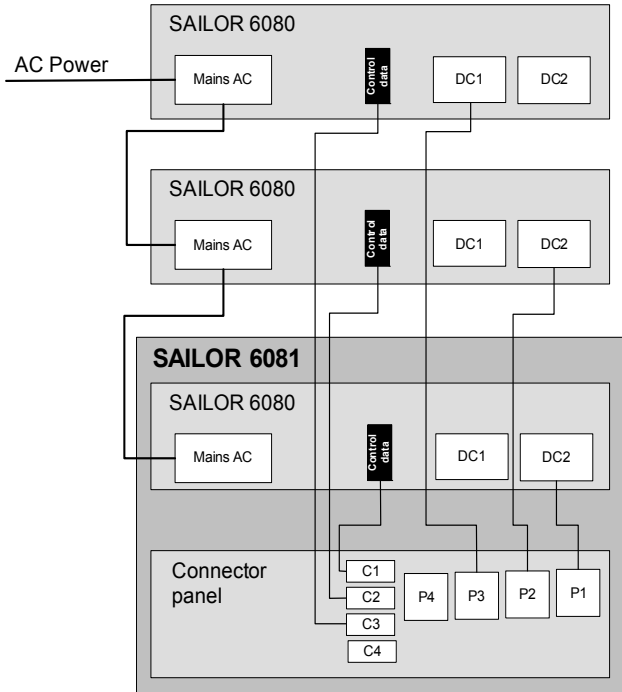 SAILOR 6080
AC Power
Mains AC
Control
data
DC1
DC2
SAILOR 6080
Mains AC
Control
data
DC1
DC2
SAILOR 6081
SAILOR 6080
Mains AC
Control
data
DC1
DC2
Connector
panel
C1
C2
C3
C4
P4
P3
P2
P1